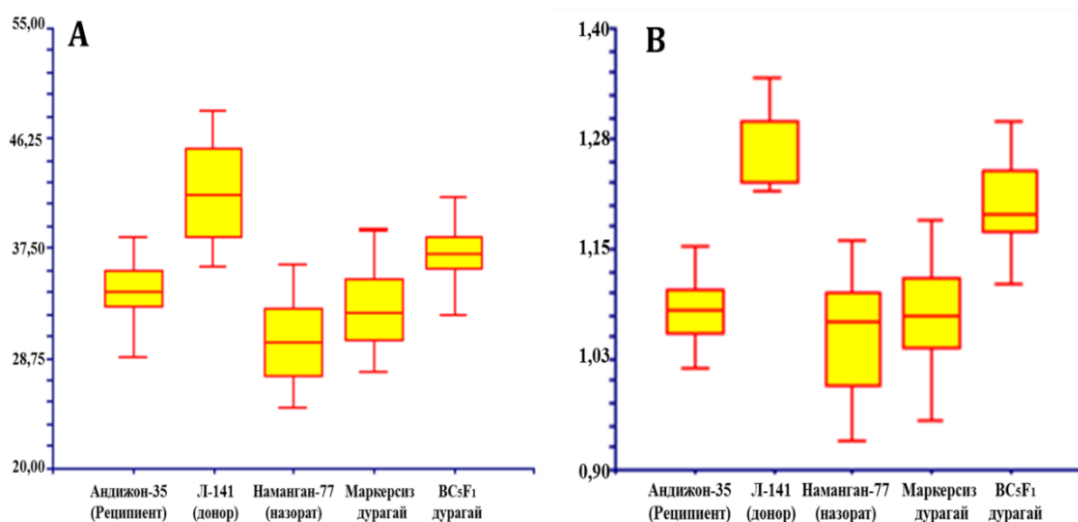 A
55,00
46,25
37,50
28,75
20,00
Андижон-35
(Реципиент)
Л-141
(донор)
Наманган-77
(назорат)
Маркерсиз
дурагай
BC₅F₁
дурагай
B
1,40
1,28
1,15
1,03
0,90
Андижон-35
(Реципиент)
Л-141
(донор)
Наманган-77
(назорат)
Маркерсиз
дурагай
BC₅F₁
дурагай